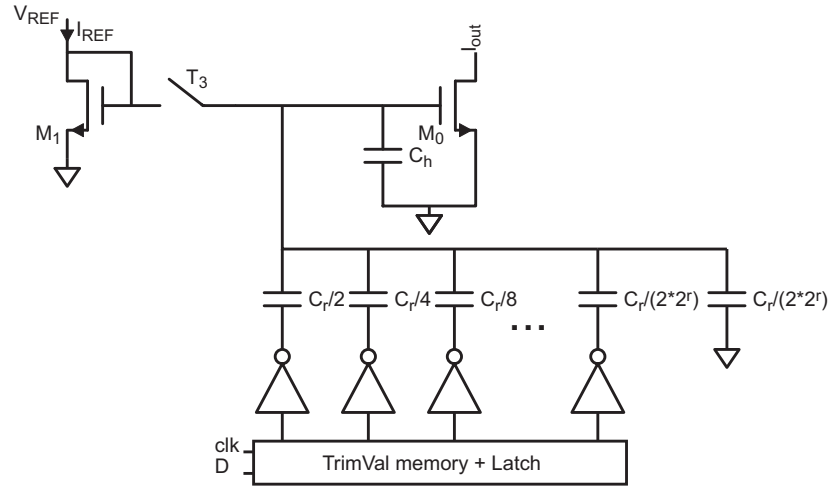 V_REF
I_REF
T_3
I_out
M_1
M_0
C_h
C_r/2
C_r/4
C_r/8
...
C_r/(2*2^r)
C_r/(2*2^r)
clk
D
TrimVal memory + Latch